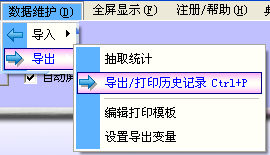 数据维护(D) 全屏显示(F) 注册/帮助(H)
导入
导出
抽取统计
自动
导出/打印历史记录 Ctrl+P
编辑打印模板
设置导出变量